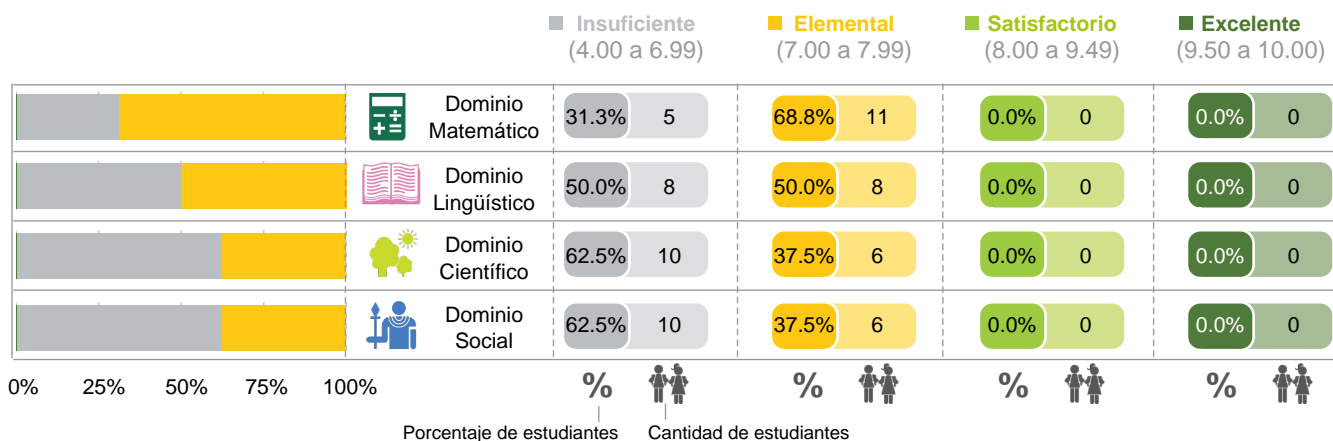 Insuficiente Elemental Satisfactorio Excelente
(4.00 a 6.99) (7.00 a 7.99) (8.00 a 9.49) (9.50 a 10.00)
Dominio
Matemático
31.3% 5 68.8% 11 0.0% 0 0.0% 0
Dominio
Lingüístico
50.0% 8 50.0% 8 0.0% 0 0.0% 0
Dominio
Científico
62.5% 10 37.5% 6 0.0% 0 0.0% 0
Dominio
Social
62.5% 10 37.5% 6 0.0% 0 0.0% 0
0% 25% 50% 75% 100% % % % %
Porcentaje de estudiantes Cantidad de estudiantes